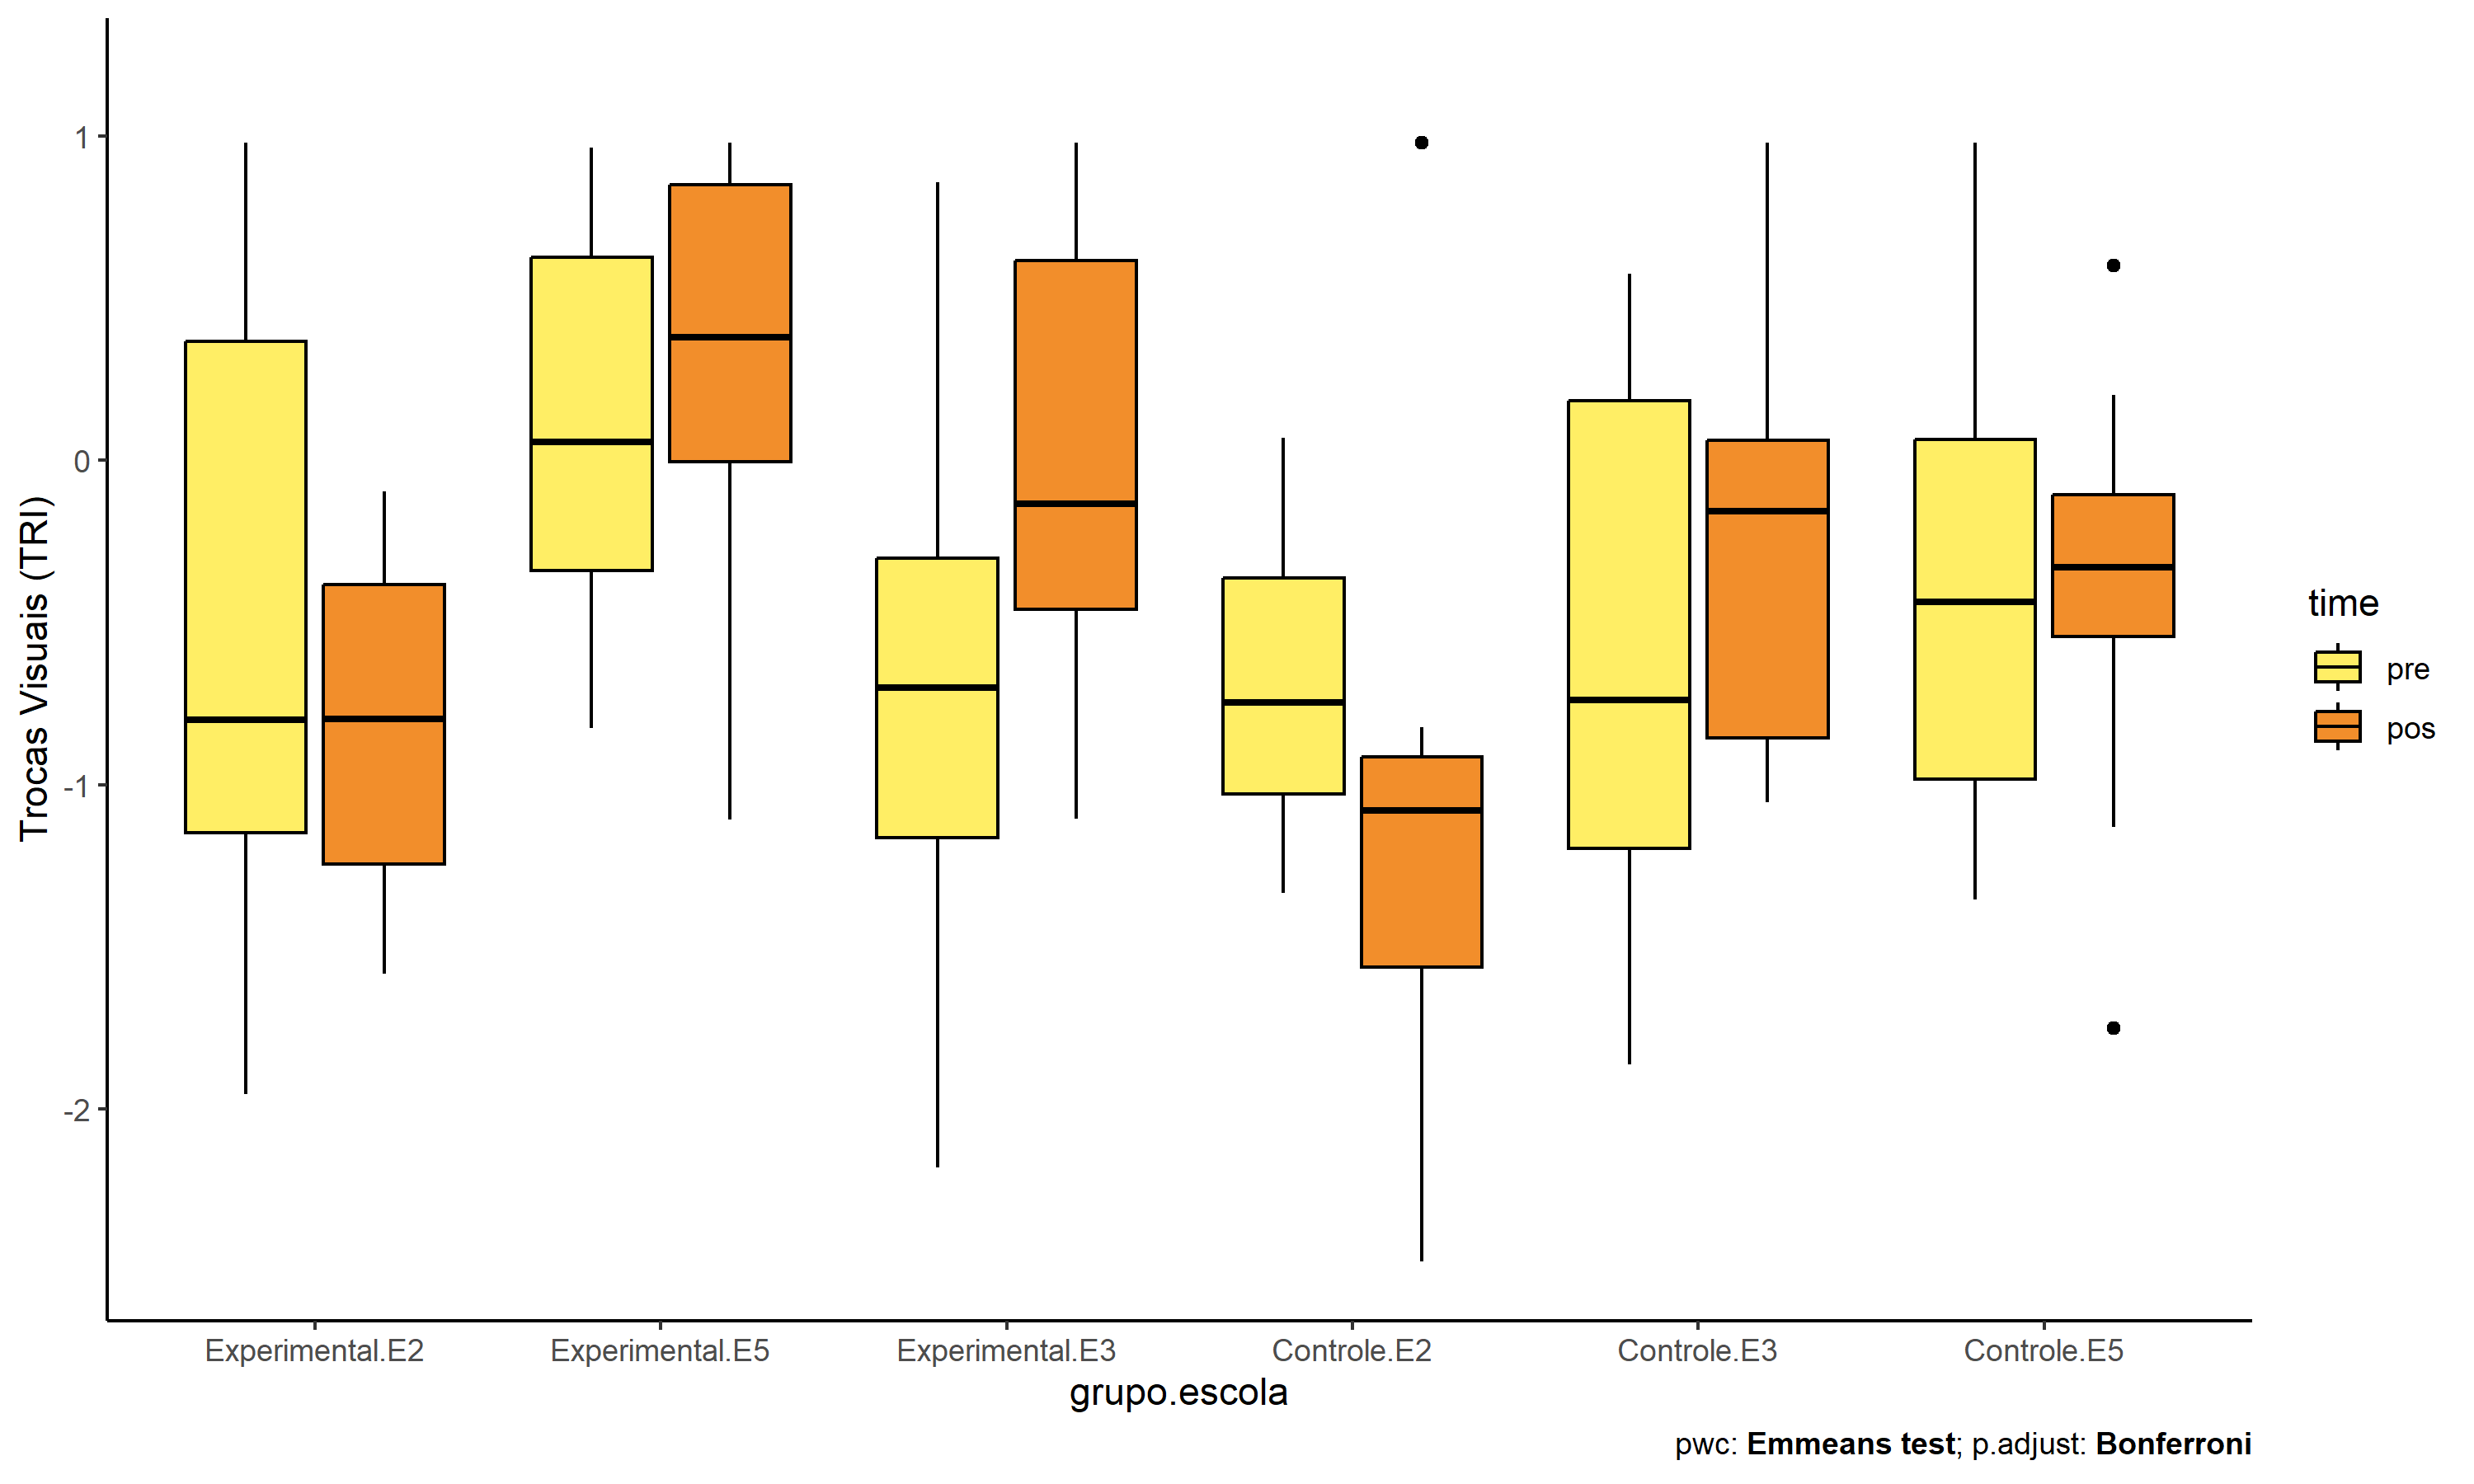 Trocas Visuais (TRI)
1
0
-1
-2
Experimental.E2
Experimental.E5
Experimental.E3
Controle.E2
Controle.E3
Controle.E5
grupo.escola
time
pre
pos
pwc: Emmeans test; p.adjust: Bonferroni